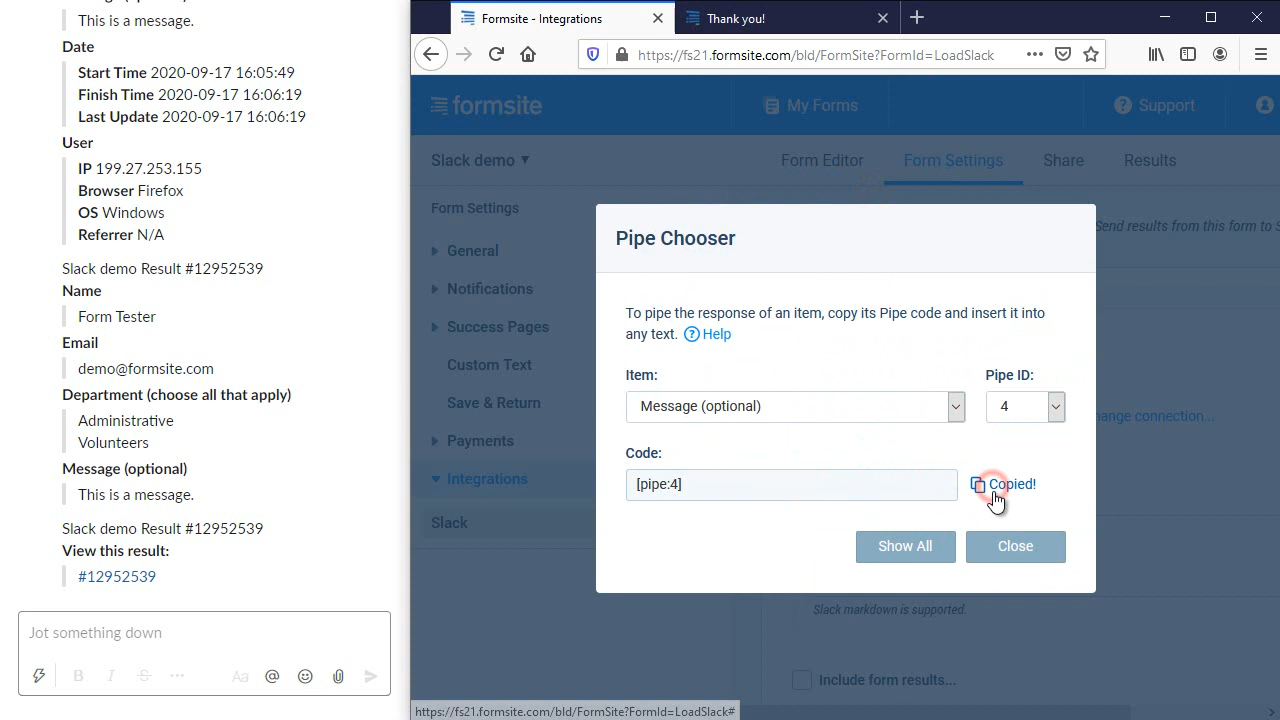 This is a message.
Date
Start Time 2020-09-17 16:05:49
Finish Time 2020-09-17 16:06:19
Last Update 2020-09-17 16:06:19
User
IP 199.27.253.155
Browser Firefox
OS Windows
Referrer N/A
Slack demo Result #12952539
Name
Form Tester
Email
demo@formsite.com
Department (choose all that apply)
Administrative
Volunteers
Message (optional)
This is a message.
Slack demo Result #12952539
View this result:
#12952539
Jot something down
B I S Aa @
Formsite - Integrations
Thank you!
https://fs21.formsite.com/bld/FormSite?FormId=LoadSlack
formsite
My Forms
Support
Slack demo
Form Editor
Form Settings
Share
Results
Form Settings
General
Notifications
Success Pages
Custom Text
Save & Return
Payments
Integrations
Slack
Send results from this form to S
Pipe Chooser
To pipe the response of an item, copy its Pipe code and insert it into
any text. ? Help
Item:
Pipe ID:
Message (optional)
4
hange connection...
Code:
[pipe:4]
Copied!
Show All
Close
Slack markdown is supported.
Include form results...
https://fs21.formsite.com/bld/FormSite?FormId=LoadSlack#